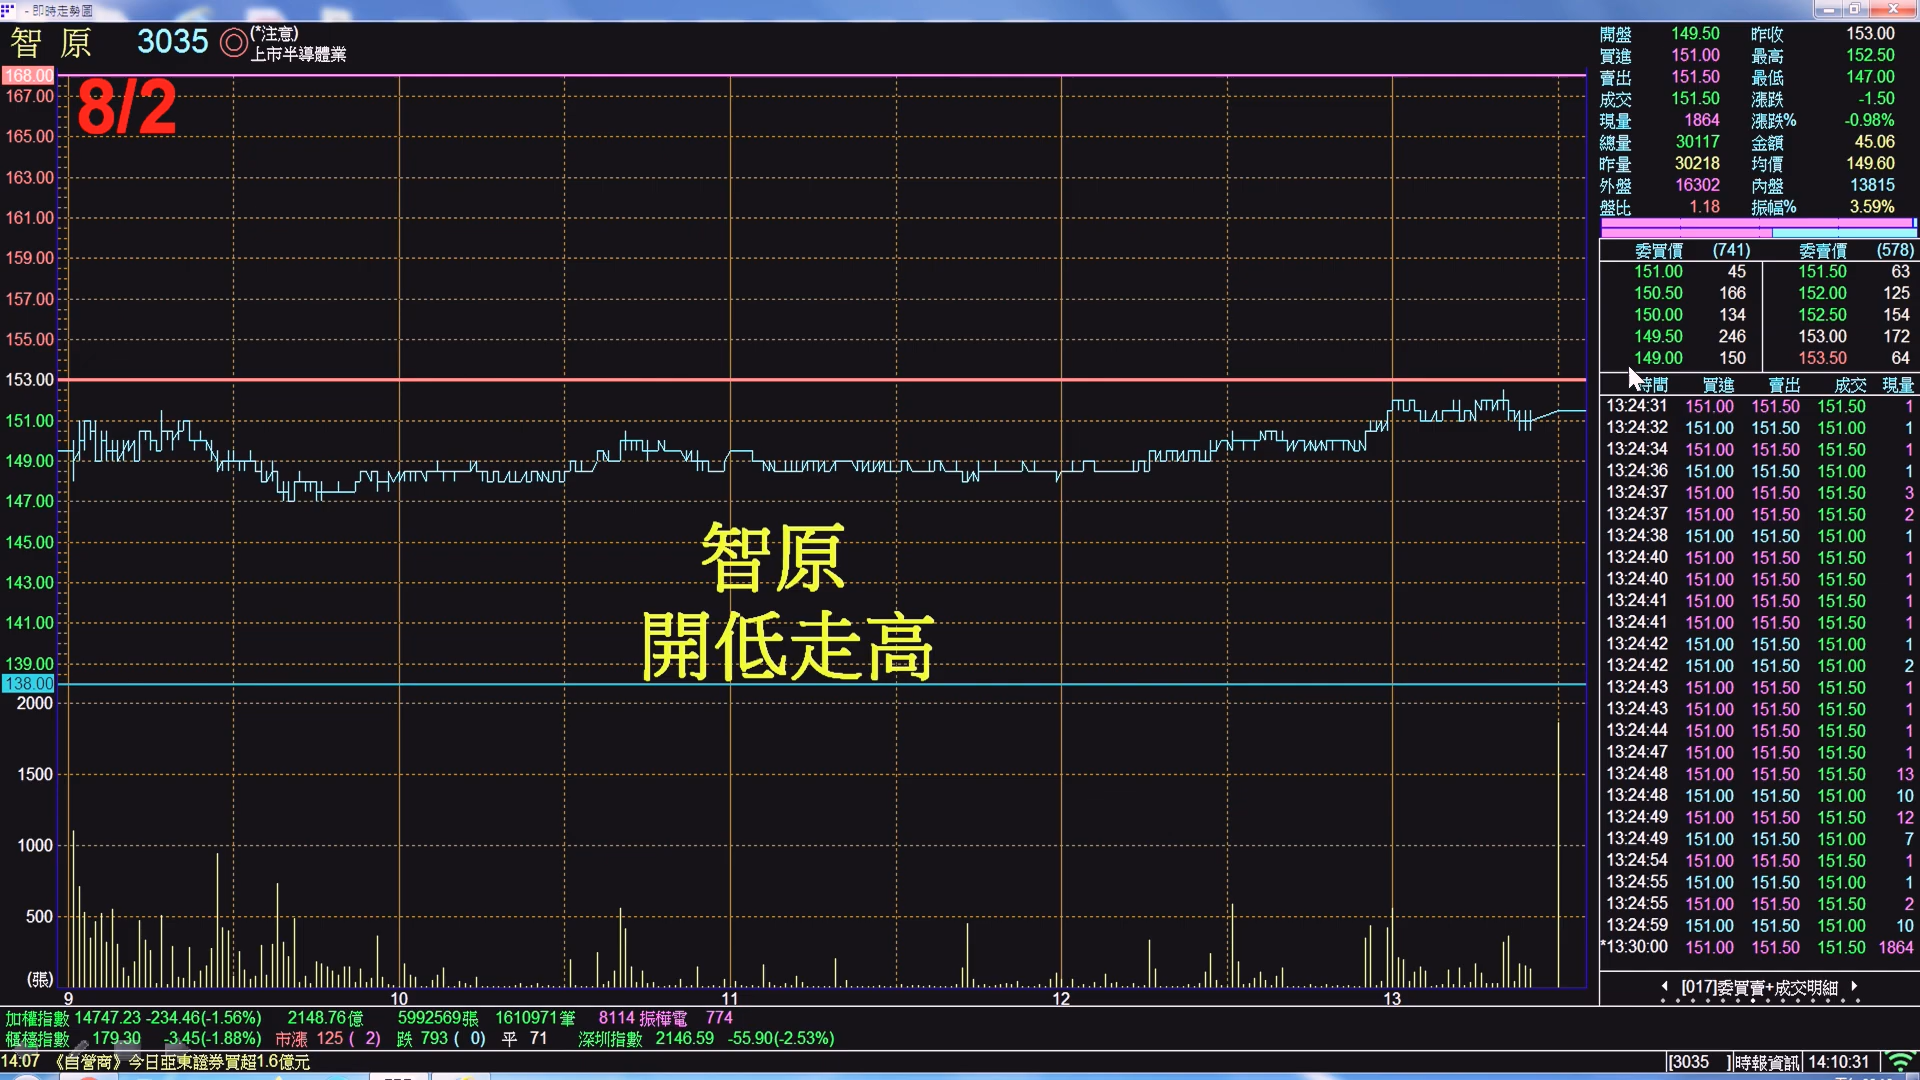 - 即時走勢圖
智 原 3035 (*注意)
上市半導體業
8/2
168.00
167.00
165.00
163.00
161.00
159.00
157.00
155.00
153.00
151.00
149.00
147.00
145.00
143.00
141.00
139.00
138.00
2000
1500
1000
500
(張)
9 10 11 12 13
智原
開低走高
開盤 149.50 昨收 153.00
買進 151.00 最高 152.50
賣出 151.50 最低 147.00
成交 151.50 漲跌 -1.50
現量 1864 漲跌% -0.98%
總量 30117 金額 45.06
昨量 30218 均價 149.60
外盤 16302 內盤 13815
盤比 1.18 振幅% 3.59%
委買價 (741) 委賣價 (578)
151.00 45 151.50 63
150.50 166 152.00 125
150.00 134 152.50 154
149.50 246 153.00 172
149.00 150 153.50 64
時間 買進 賣出 成交 現量
13:24:31 151.00 151.50 151.50 1
13:24:32 151.00 151.50 151.00 1
13:24:34 151.00 151.50 151.50 1
13:24:36 151.00 151.50 151.00 1
13:24:37 151.00 151.50 151.50 3
13:24:37 151.00 151.50 151.50 2
13:24:38 151.00 151.50 151.00 1
13:24:40 151.00 151.50 151.50 1
13:24:40 151.00 151.50 151.50 1
13:24:41 151.00 151.50 151.50 1
13:24:41 151.00 151.50 151.50 1
13:24:42 151.00 151.50 151.00 1
13:24:42 151.00 151.50 151.00 2
13:24:43 151.00 151.50 151.50 1
13:24:43 151.00 151.50 151.50 1
13:24:44 151.00 151.50 151.50 1
13:24:47 151.00 151.50 151.50 1
13:24:48 151.00 151.50 151.50 13
13:24:48 151.00 151.50 151.00 10
13:24:49 151.00 151.50 151.50 12
13:24:49 151.00 151.50 151.00 7
13:24:54 151.00 151.50 151.50 1
13:24:55 151.00 151.50 151.00 1
13:24:55 151.00 151.50 151.50 2
13:24:59 151.00 151.50 151.00 10
*13:30:00 151.00 151.50 151.50 1864
[017]委買賣+成交明細
加權指數 14747.23 -234.46(-1.56%) 2148.76億 5992569張 1610971筆 8114 振樺電 774
櫃檯指數 179.30 -3.45(-1.88%) 市漲 125 ( 2) 跌 793 ( 0) 平 71 深圳指數 2146.59 -55.90(-2.53%)
14:07 《自營商》今日亞東證券買超1.6億元 [3035 ]時報資訊 14:10:31